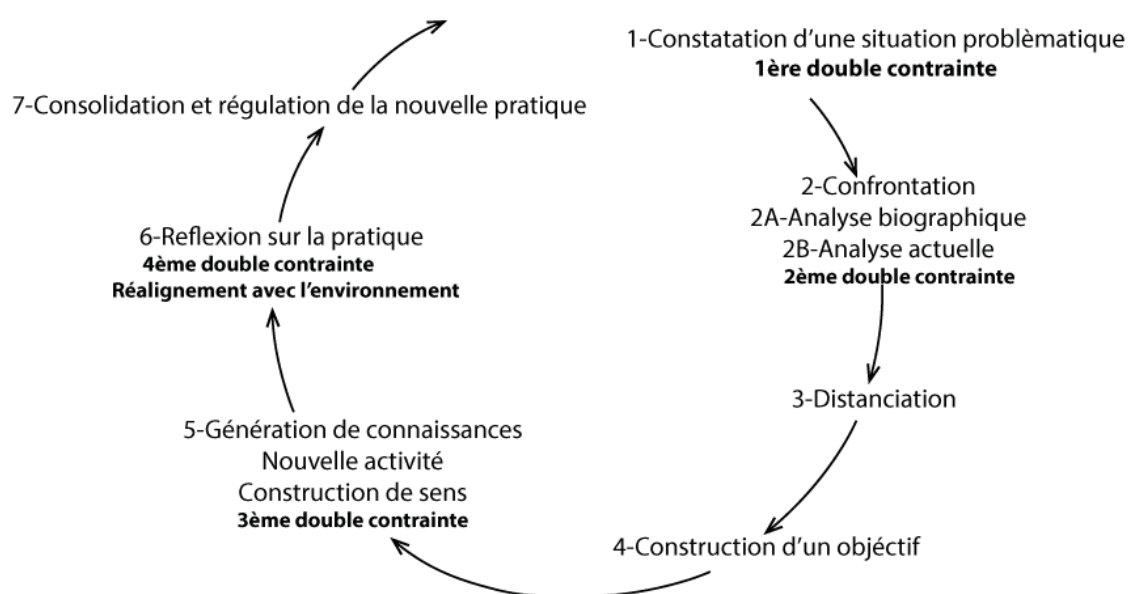 1-Constatation d'une situation problèmatique
1ère double contrainte
2-Confrontation
2A-Analyse biographique
2B-Analyse actuelle
2ème double contrainte
3-Distanciation
4-Construction d'un objéctif
5-Génération de connaissances
Nouvelle activité
Construction de sens
3ème double contrainte
6-Reflexion sur la pratique
4ème double contrainte
Réalignement avec l'environnement
7-Consolidation et régulation de la nouvelle pratique